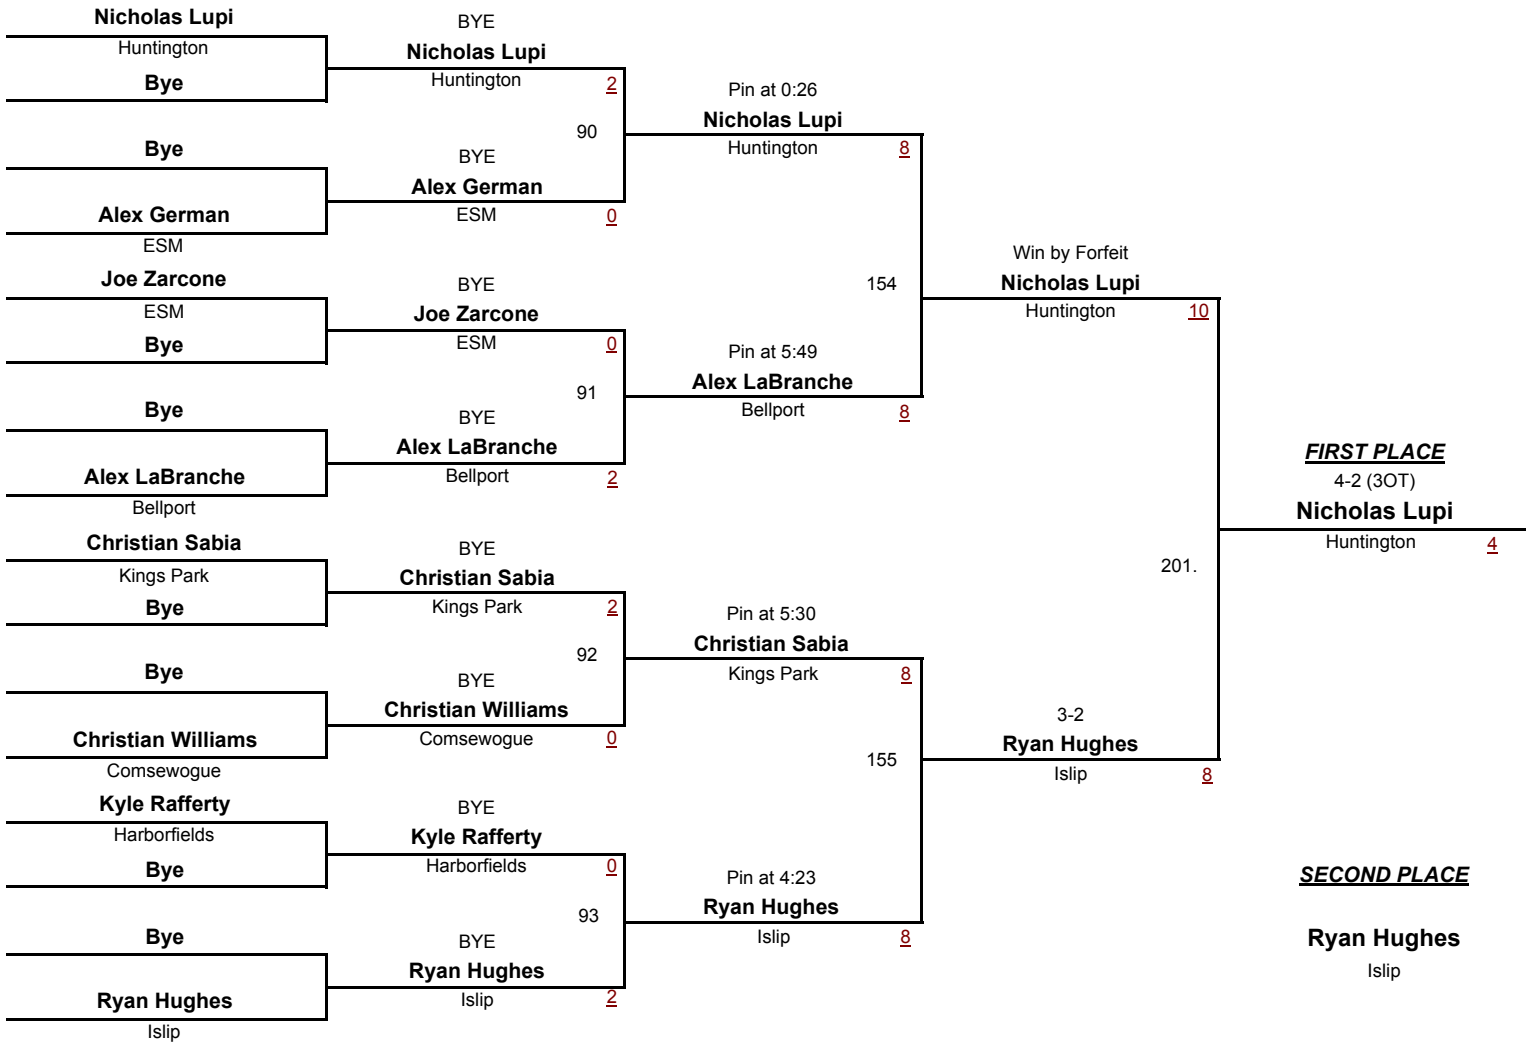 Nicholas Lupi
Huntington
Bye
Bye
Alex German
ESM
Joe Zarcone
ESM
Bye
Bye
Alex LaBranche
Bellport
Christian Sabia
Kings Park
Bye
Bye
Christian Williams
Comsewogue
Kyle Rafferty
Harborfields
Bye
Bye
Ryan Hughes
Islip
BYE
Nicholas Lupi
Huntington
2
90
BYE
Alex German
ESM
0
BYE
Joe Zarcone
ESM
0
91
BYE
Alex LaBranche
Bellport
2
BYE
Christian Sabia
Kings Park
2
92
BYE
Christian Williams
Comsewogue
0
BYE
Kyle Rafferty
Harborfields
0
93
BYE
Ryan Hughes
Islip
2
Pin at 0:26
Nicholas Lupi
Huntington
8
154
Pin at 5:49
Alex LaBranche
Bellport
8
Pin at 5:30
Christian Sabia
Kings Park
8
155
Pin at 4:23
Ryan Hughes
Islip
8
Win by Forfeit
Nicholas Lupi
Huntington
10
201.
3-2
Ryan Hughes
Islip
8
FIRST PLACE
4-2 (3OT)
Nicholas Lupi
Huntington
4
SECOND PLACE
Ryan Hughes
Islip